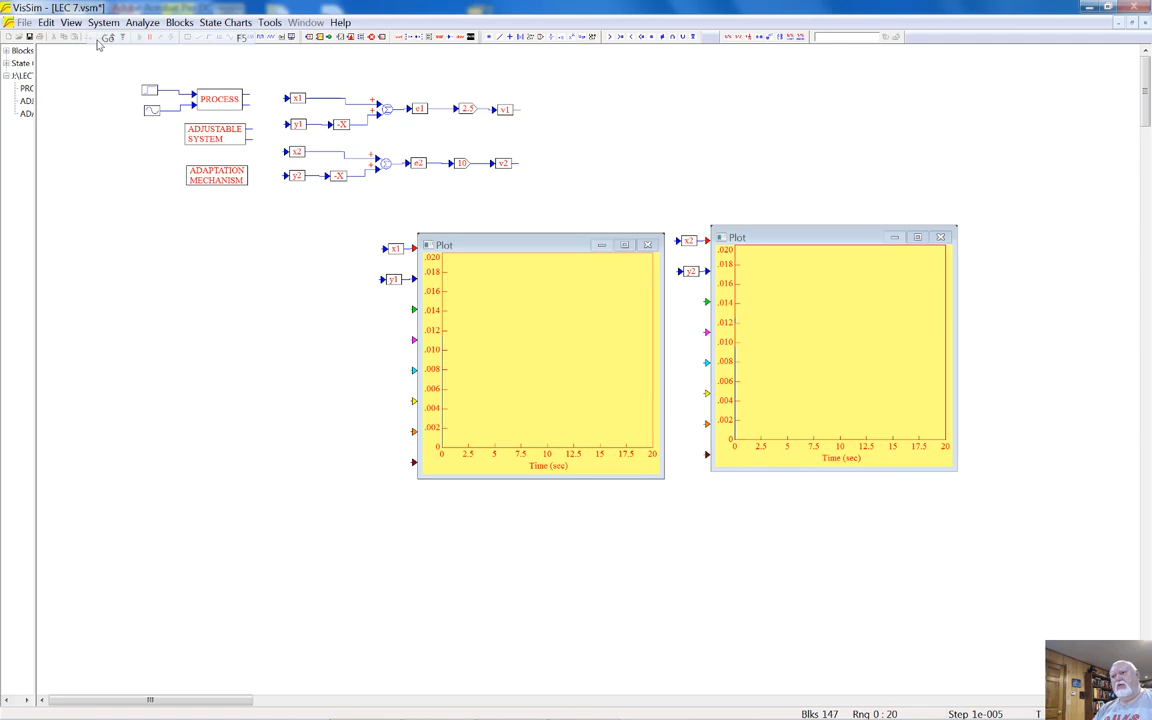 VisSim - [LEC 7.vsm*]
File Edit View System Analyze Blocks State Charts Tools Window Help
Go F5
Blocks
State
J:\LEC
PRO
PROCESS
ADJUSTABLE
SYSTEM
ADAPTATION
MECHANISM
x1
y1 -X
+
+
Σ
e1 2.5 v1
x2
y2 -X
+
+
Σ
e2 10 v2
x1
y1
Plot
.020
.018
.016
.014
.012
.010
.008
.006
.004
.002
0
0 2.5 5 7.5 10 12.5 15 17.5 20
Time (sec)
x2
y2
Plot
.020
.018
.016
.014
.012
.010
.008
.006
.004
.002
0
0 2.5 5 7.5 10 12.5 15 17.5 20
Time (sec)
Blks 147 Rng 0 : 20 Step 1e-005 T